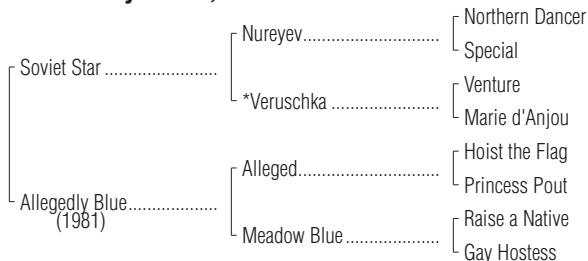 Northern Dancer
Nureyev
Special
Soviet Star
Venture
*Veruschka
Marie d'Anjou
Hoist the Flag
Alleged
Princess Pout
Allegedly Blue
(1981)
Raise a Native
Meadow Blue
Gay Hostess